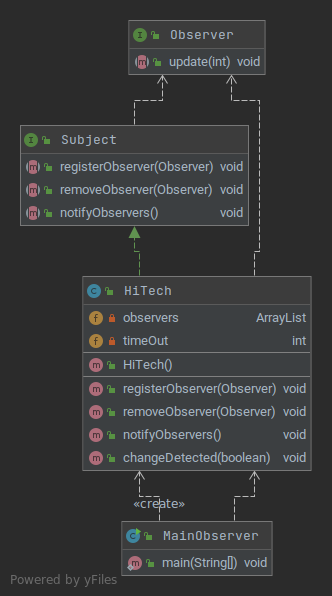 Observer
update(int) void
Subject
registerObserver(Observer) void
removeObserver(Observer) void
notifyObservers() void
HiTech
observers ArrayList
timeOut int
HiTech()
registerObserver(Observer) void
removeObserver(Observer) void
notifyObservers() void
changeDetected(boolean) void
«create»
MainObserver
main(String[]) void
Powered by yFiles